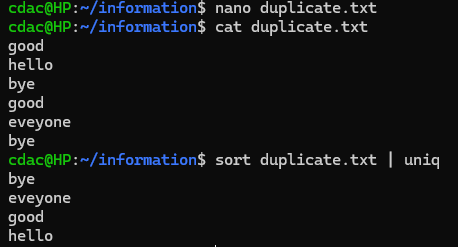 cdac@HP:~/information$ nano duplicate.txt
cdac@HP:~/information$ cat duplicate.txt
good
hello
bye
good
eveyone
bye
cdac@HP:~/information$ sort duplicate.txt | uniq
bye
eveyone
good
hello